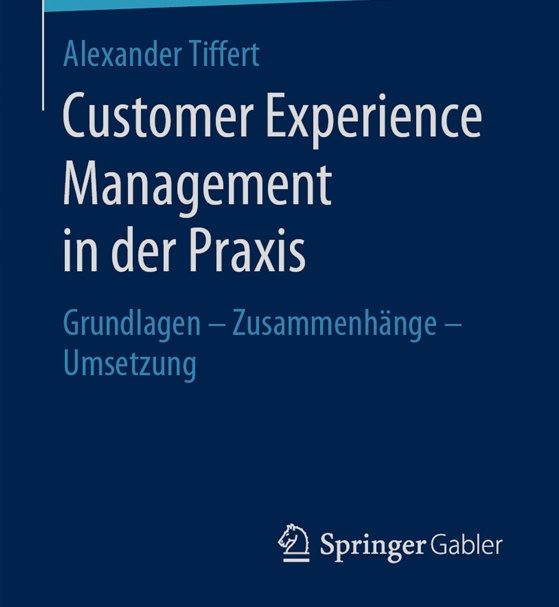 Alexander Tiffert
Customer Experience
Management
in der Praxis
Grundlagen – Zusammenhänge –
Umsetzung
Springer Gabler